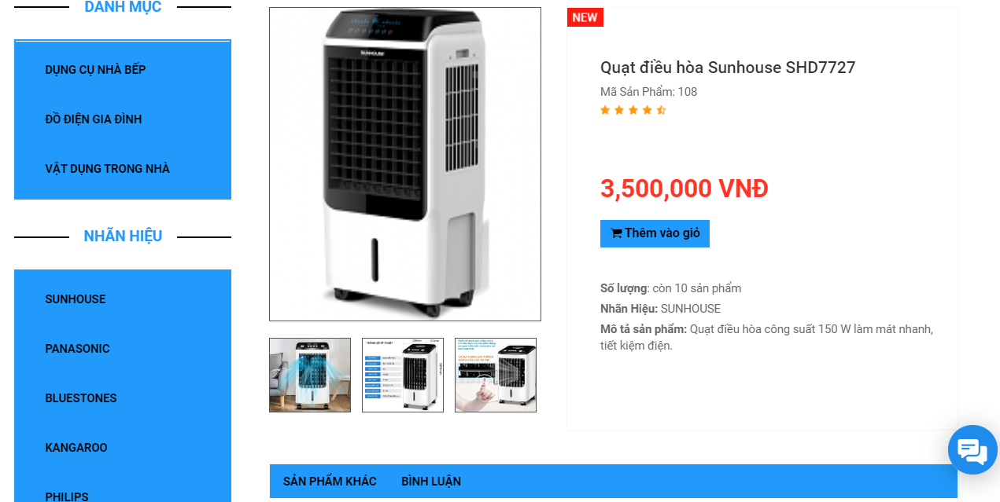 DANH MỤC
DỤNG CỤ NHÀ BẾP
ĐỒ ĐIỆN GIA ĐÌNH
VẬT DỤNG TRONG NHÀ
NHÃN HIỆU
SUNHOUSE
PANASONIC
BLUESTONES
KANGAROO
PHILIPS
SUNHOUSE
NEW
Quạt điều hòa Sunhouse SHD7727
Mã Sản Phẩm: 108
3,500,000 VNĐ
Thêm vào giỏ
Số lượng: còn 10 sản phẩm
Nhãn Hiệu: SUNHOUSE
Mô tả sản phẩm: Quạt điều hòa công suất 150 W làm mát nhanh,
tiết kiệm điện.
SẢN PHẨM KHÁC
BÌNH LUẬN